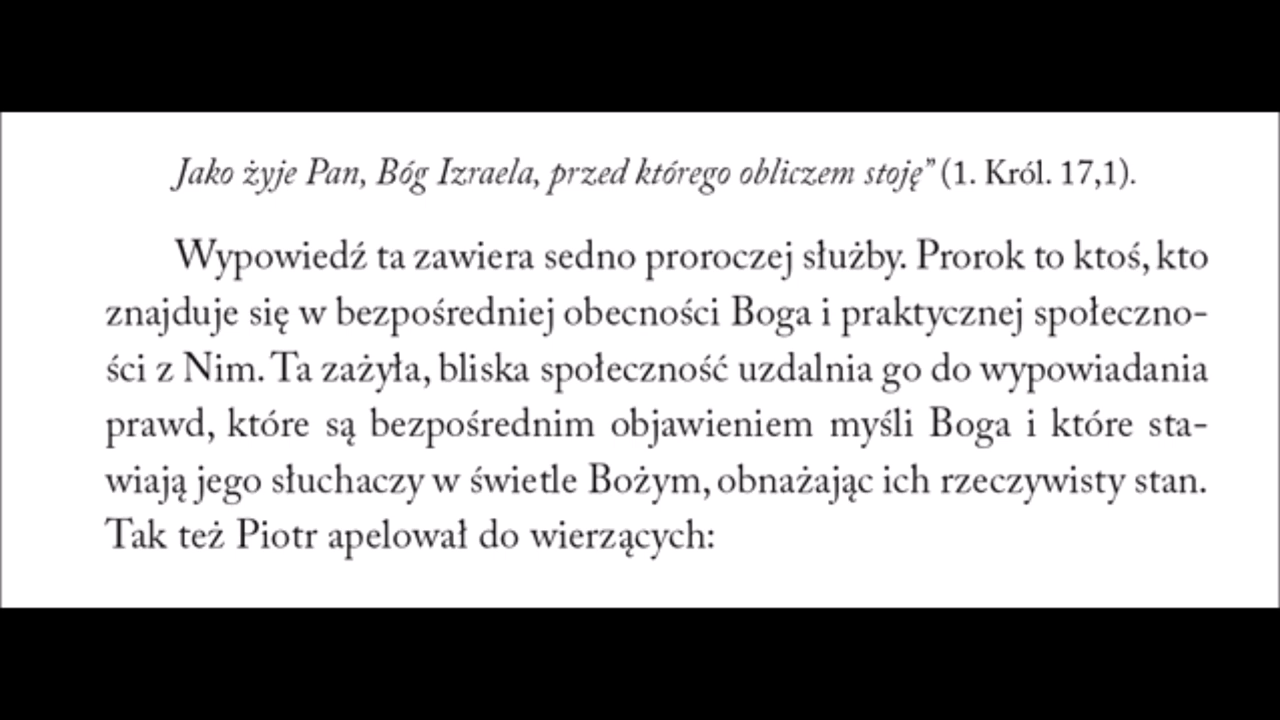 Jako żyje Pan, Bóg Izraela, przed którego obliczem stoję” (1. Król. 17,1).
Wypowiedź ta zawiera sedno proroczej służby. Prorok to ktoś, kto
znajduje się w bezpośredniej obecności Boga i praktycznej społeczno-
ści z Nim. Ta zażyła, bliska społeczność uzdalnia go do wypowiadania
prawd, które są bezpośrednim objawieniem myśli Boga i które sta-
wiają jego słuchaczy w świetle Bożym, obnażając ich rzeczywisty stan.
Tak też Piotr apelował do wierzących: